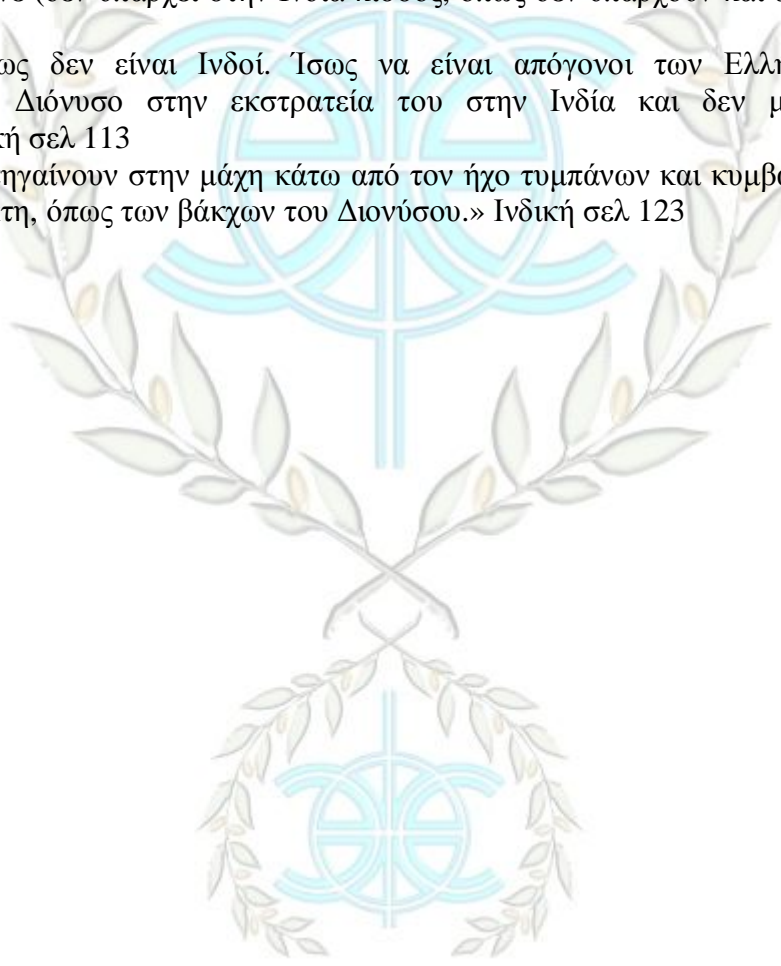 ως δεν είναι Ινδοί. Ίσως να είναι απόγονοι των Ελλη
Διόνυσο στην εκστρατεία του στην Ινδία και δεν μ
κή σελ 113
ηγαίνουν στην μάχη κάτω από τον ήχο τυμπάνων και κυμβα
τη, όπως των βάκχων του Διονύσου.» Ινδική σελ 123